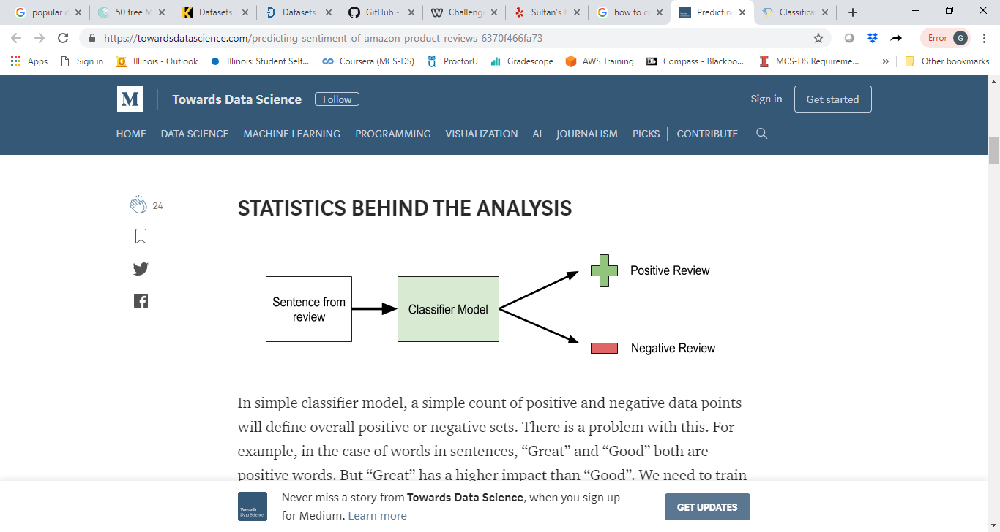 popular c
50 free M
Datasets
Datasets
GitHub -
Challeng
Sultan's
how to ca
Predictin
Classifica
https://towardsdatascience.com/predicting-sentiment-of-amazon-product-reviews-6370f466fa73
Error G
Apps
Sign in
Illinois - Outlook
Illinois: Student Self...
Coursera (MCS-DS)
ProctorU
Gradescope
AWS Training
Bb Compass - Blackbo...
MCS-DS Requireme...
»
Other bookmarks
M
Towards Data Science
Follow
Sign in
Get started
HOME DATA SCIENCE MACHINE LEARNING PROGRAMMING VISUALIZATION AI JOURNALISM PICKS CONTRIBUTE
24
STATISTICS BEHIND THE ANALYSIS
Sentence from
review
Classifier Model
Positive Review
Negative Review
In simple classifier model, a simple count of positive and negative data points
will define overall positive or negative sets. There is a problem with this. For
example, in the case of words in sentences, “Great” and “Good” both are
positive words. But “Great” has a higher impact than “Good”. We need to train
Towards
Data Science
Never miss a story from Towards Data Science, when you sign up
for Medium. Learn more
GET UPDATES